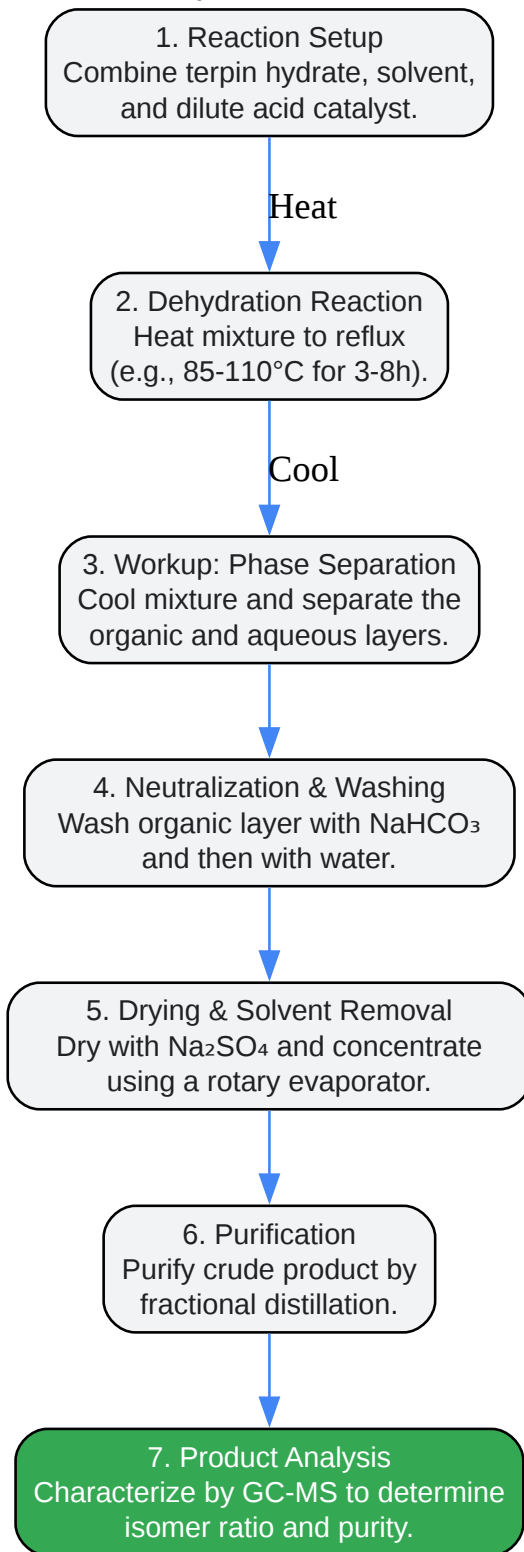 1. Reaction Setup
Combine terpin hydrate, solvent,
and dilute acid catalyst.
Heat
2. Dehydration Reaction
Heat mixture to reflux
(e.g., 85-110°C for 3-8h).
Cool
3. Workup: Phase Separation
Cool mixture and separate the
organic and aqueous layers.
4. Neutralization & Washing
Wash organic layer with NaHCO₃
and then with water.
5. Drying & Solvent Removal
Dry with Na₂SO₄ and concentrate
using a rotary evaporator.
6. Purification
Purify crude product by
fractional distillation.
7. Product Analysis
Characterize by GC-MS to determine
isomer ratio and purity.